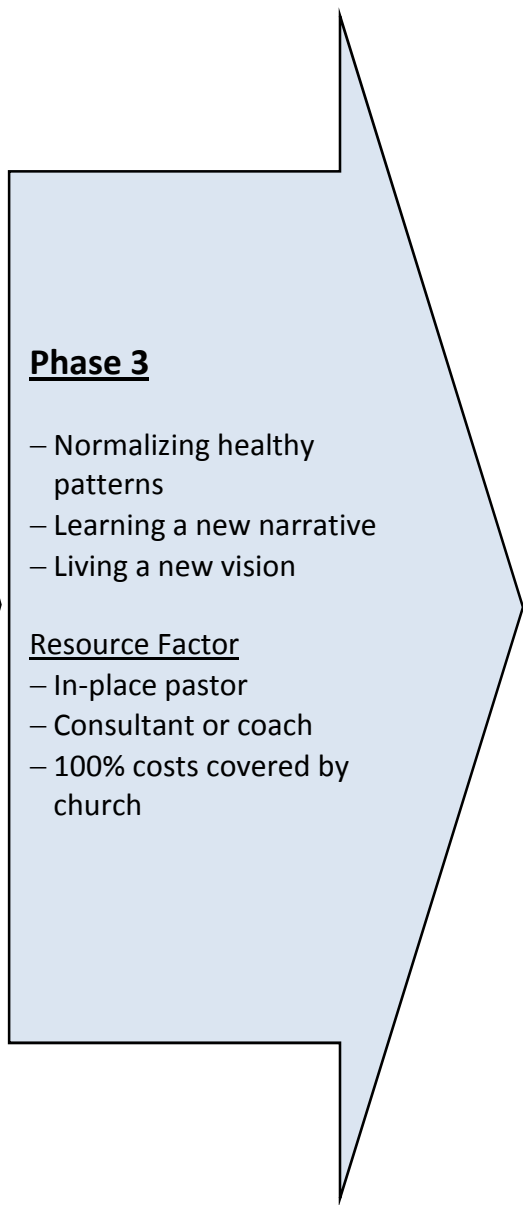 Phase 3
– Normalizing healthy
patterns
– Learning a new narrative
– Living a new vision
Resource Factor
– In-place pastor
– Consultant or coach
– 100% costs covered by
church